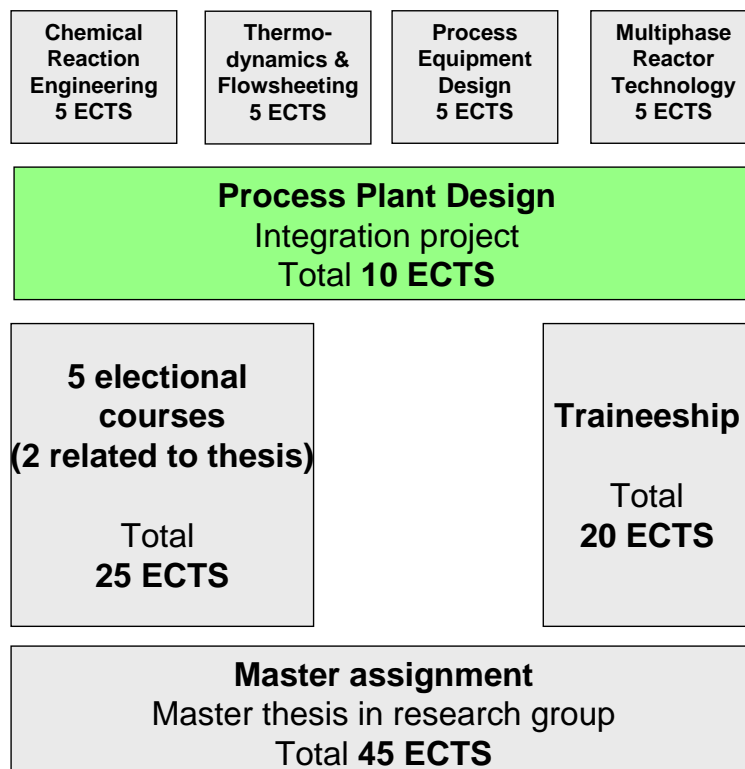 Chemical
Reaction
Engineering
5 ECTS
Thermo-
dynamics &
Flowsheeting
5 ECTS
Process
Equipment
Design
5 ECTS
Multiphase
Reactor
Technology
5 ECTS
Process Plant Design
Integration project
Total 10 ECTS
5 electional
courses
(2 related to thesis)
Total
25 ECTS
Traineeship
Total
20 ECTS
Master assignment
Master thesis in research group
Total 45 ECTS